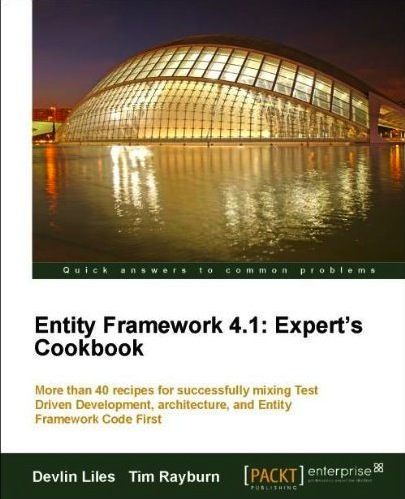 Quick answers to common problems
Entity Framework 4.1: Expert's
Cookbook
More than 40 recipes for successfully mixing Test
Driven Development, architecture, and Entity
Framework Code First
Devlin Liles Tim Rayburn
[PACKT] enterprise
PUBLISHING